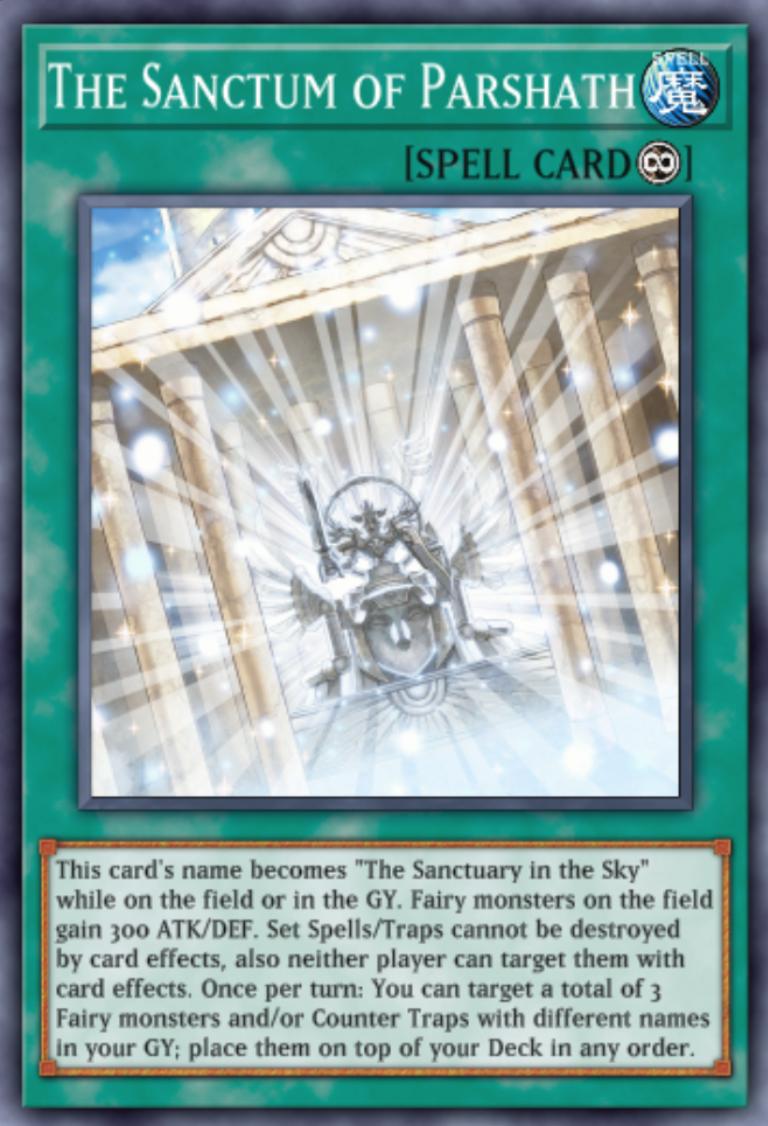 THE SANCTUM OF PARSHATH
SPELL
魔
[SPELL CARD]
This card's name becomes "The Sanctuary in the Sky"
while on the field or in the GY. Fairy monsters on the field
gain 300 ATK/DEF. Set Spells/Traps cannot be destroyed
by card effects, also neither player can target them with
card effects. Once per turn: You can target a total of 3
Fairy monsters and/or Counter Traps with different names
in your GY; place them on top of your Deck in any order.